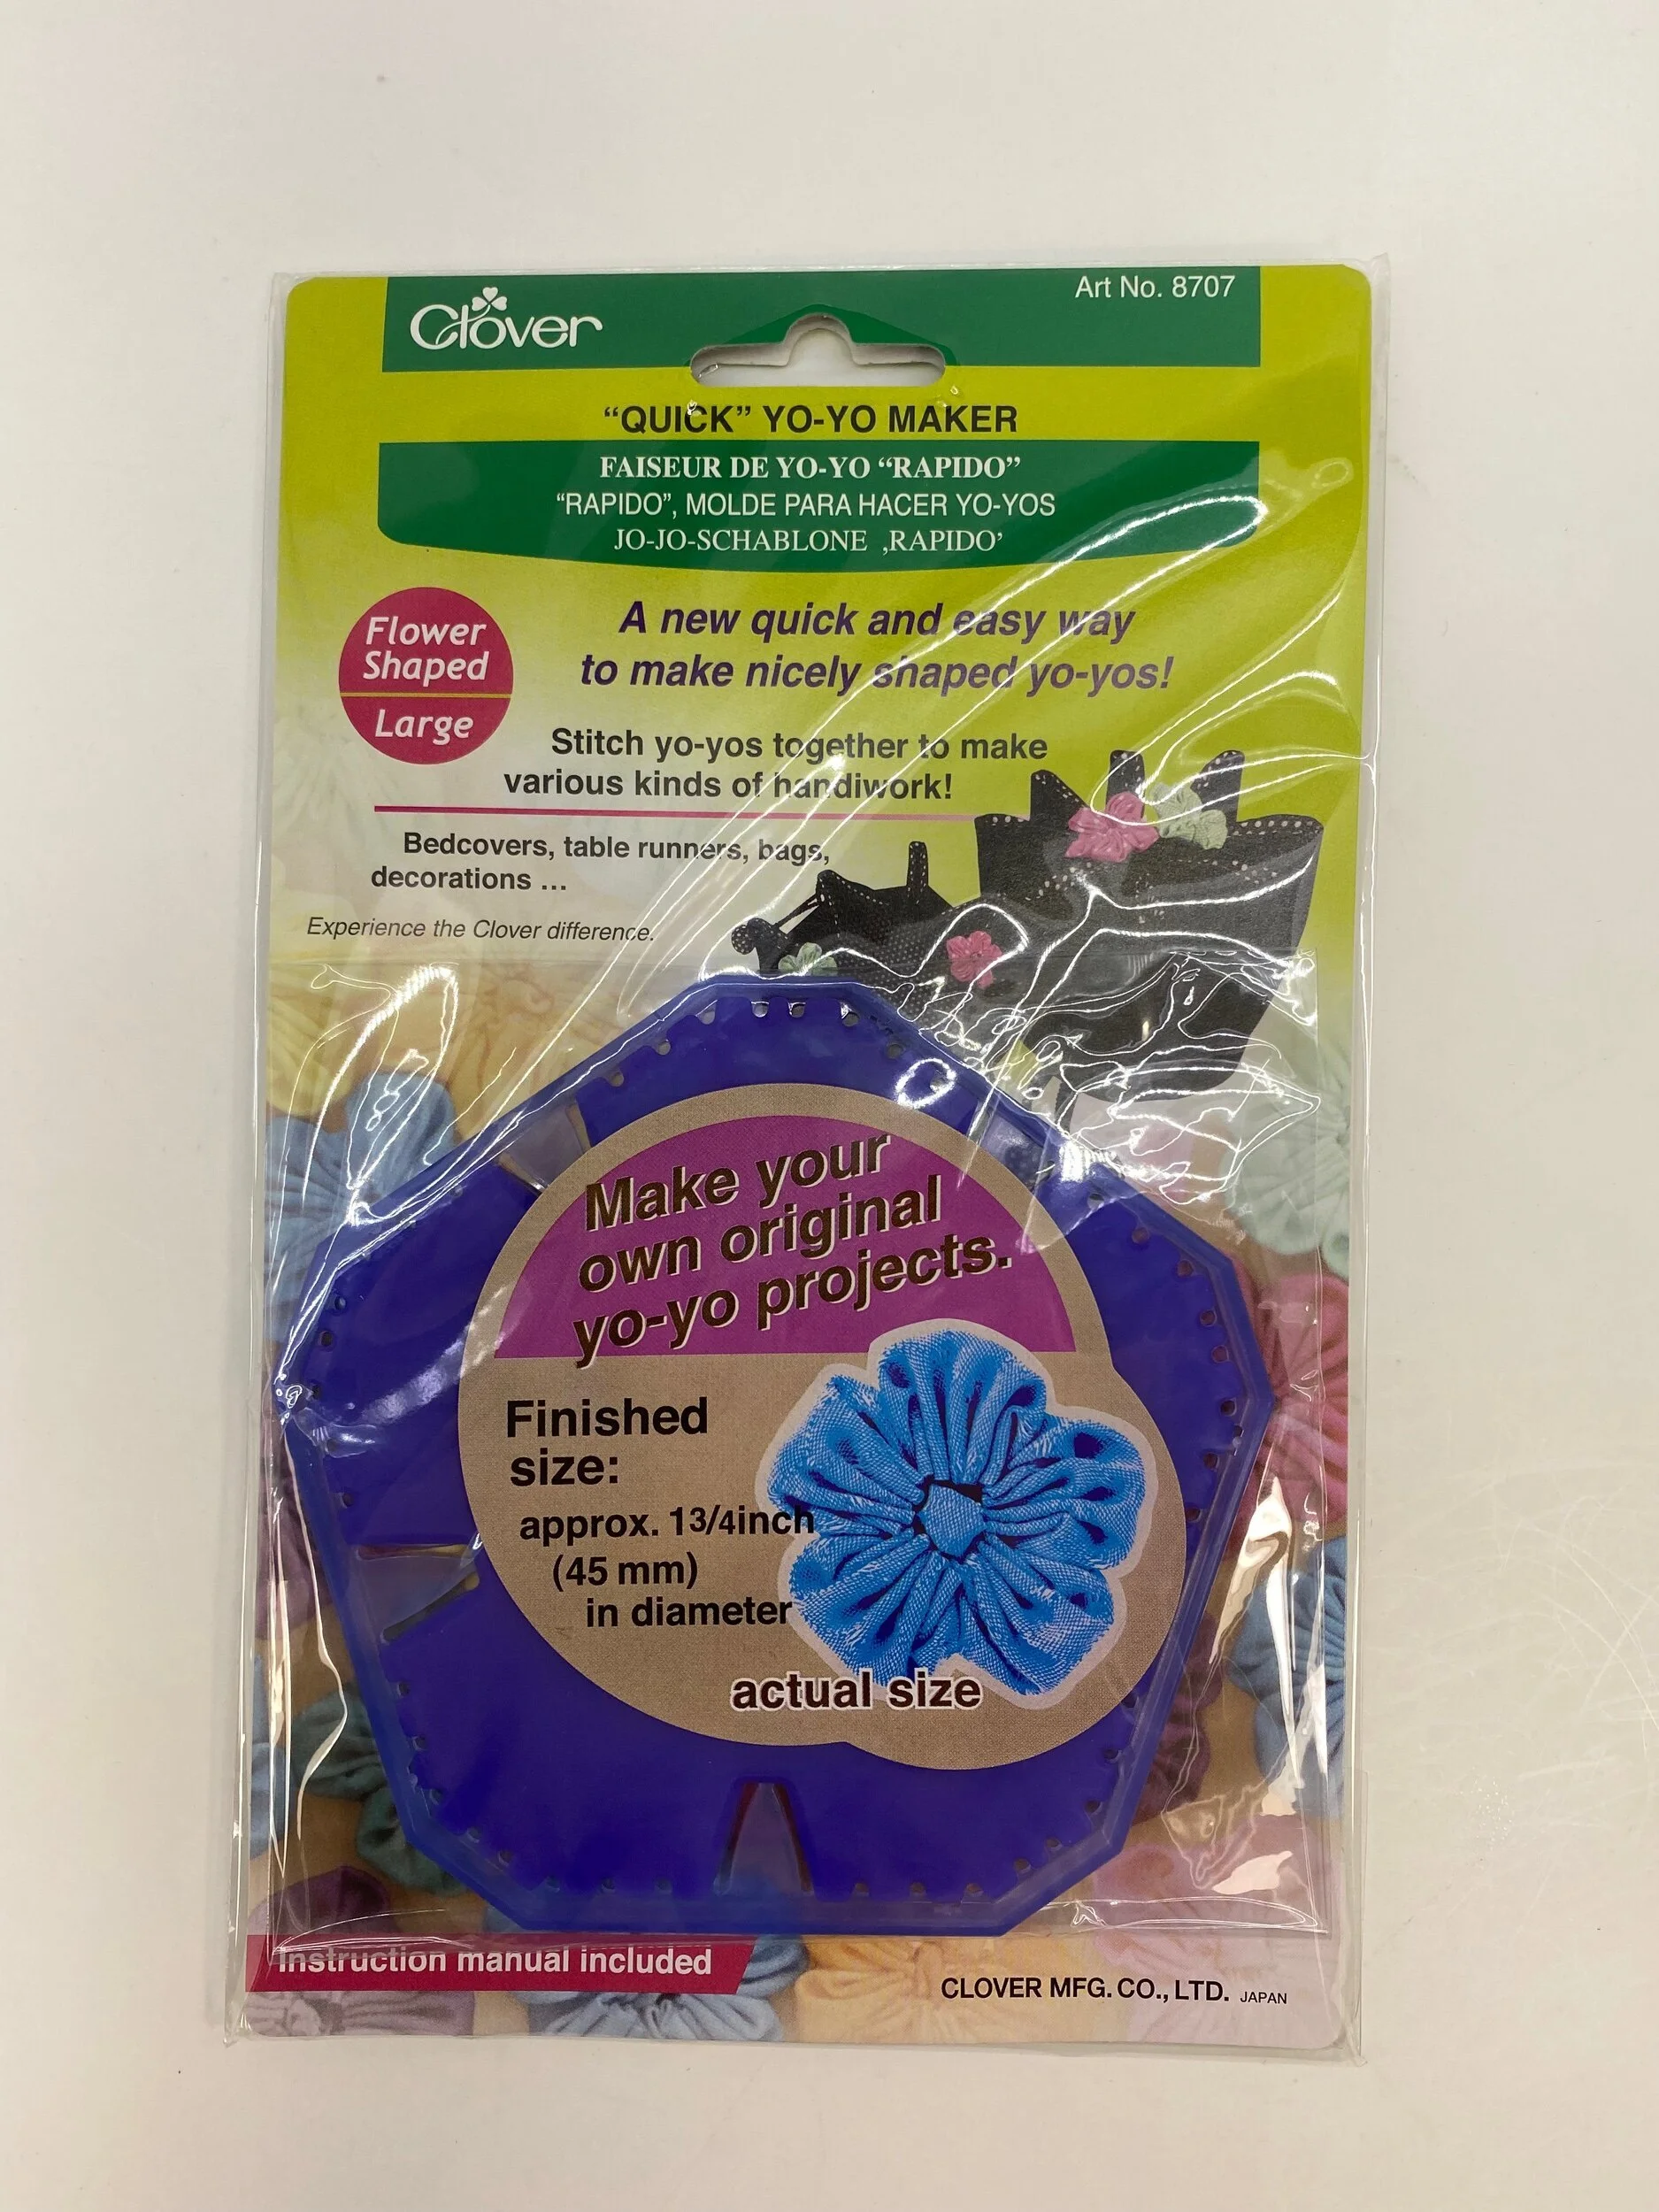 Clover
Art No. 8707
“QUICK” YO-YO MAKER
FAISEUR DE YO-YO “RAPIDO”
“RAPIDO”, MOLDE PARA HACER YO-YOS
JO-JO-SCHABLONE ‚RAPIDO’
Flower
Shaped
Large
A new quick and easy way
to make nicely shaped yo-yos!
Stitch yo-yos together to make
various kinds of handiwork!
Bedcovers, table runners, bags,
decorations ...
Experience the Clover difference.
Make your
own original
yo-yo projects.
Finished
size:
approx. 13/4inch
(45 mm)
in diameter
actual size
Instruction manual included
CLOVER MFG. CO., LTD. JAPAN